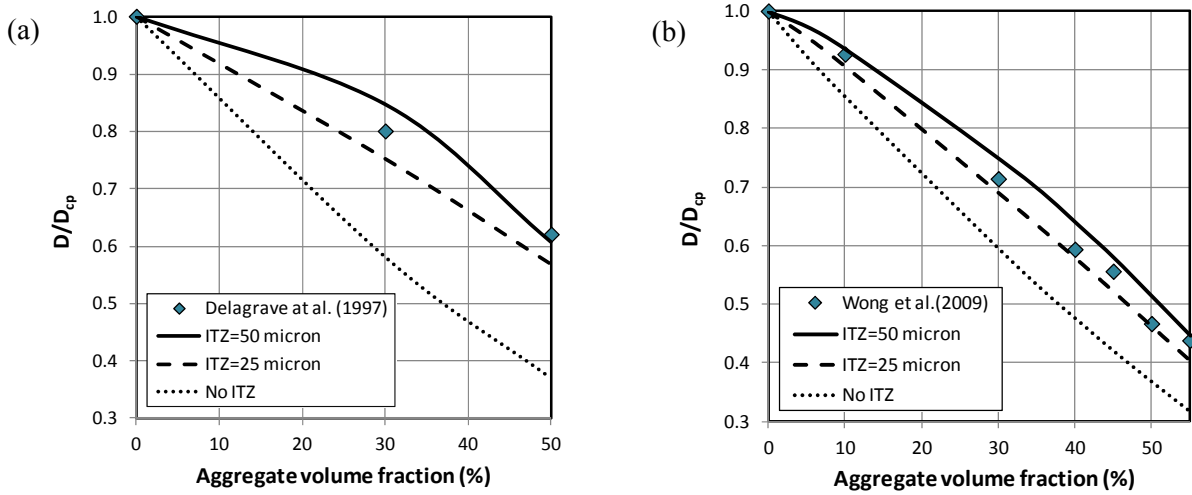 (a)
1.0
0.9
0.8
0.7
0.6
0.5
0.4
0.3
D/Dcp
Delagrave at al. (1997)
ITZ=50 micron
ITZ=25 micron
No ITZ
0 10 20 30 40 50
Aggregate volume fraction (%)
(b)
1.0
0.9
0.8
0.7
0.6
0.5
0.4
0.3
D/Dcp
Wong et al.(2009)
ITZ=50 micron
ITZ=25 micron
No ITZ
0 10 20 30 40 50
Aggregate volume fraction (%)